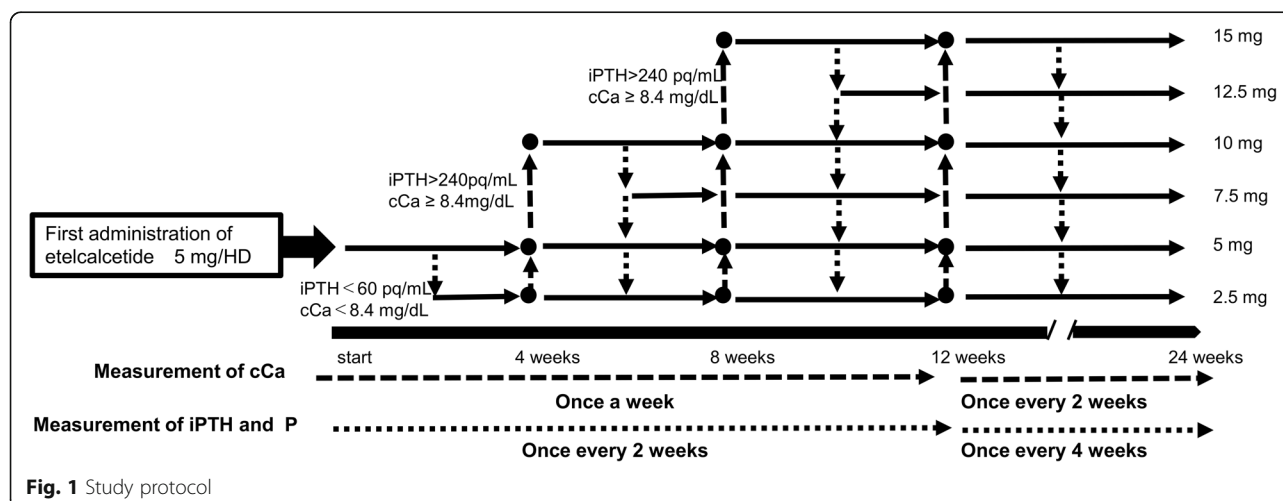 15 mg
iPTH>240 pq/mL
cCa ≥ 8.4 mg/dL
12.5 mg
10 mg
iPTH>240pq/mL
cCa ≥ 8.4mg/dL
7.5 mg
First administration of
etelcalcetide 5 mg/HD
5 mg
iPTH<60 pq/mL
cCa<8.4 mg/dL
2.5 mg
start 4 weeks 8 weeks 12 weeks 24 weeks
Measurement of cCa
Once a week Once every 2 weeks
Measurement of iPTH and P
Once every 2 weeks Once every 4 weeks
Fig. 1 Study protocol